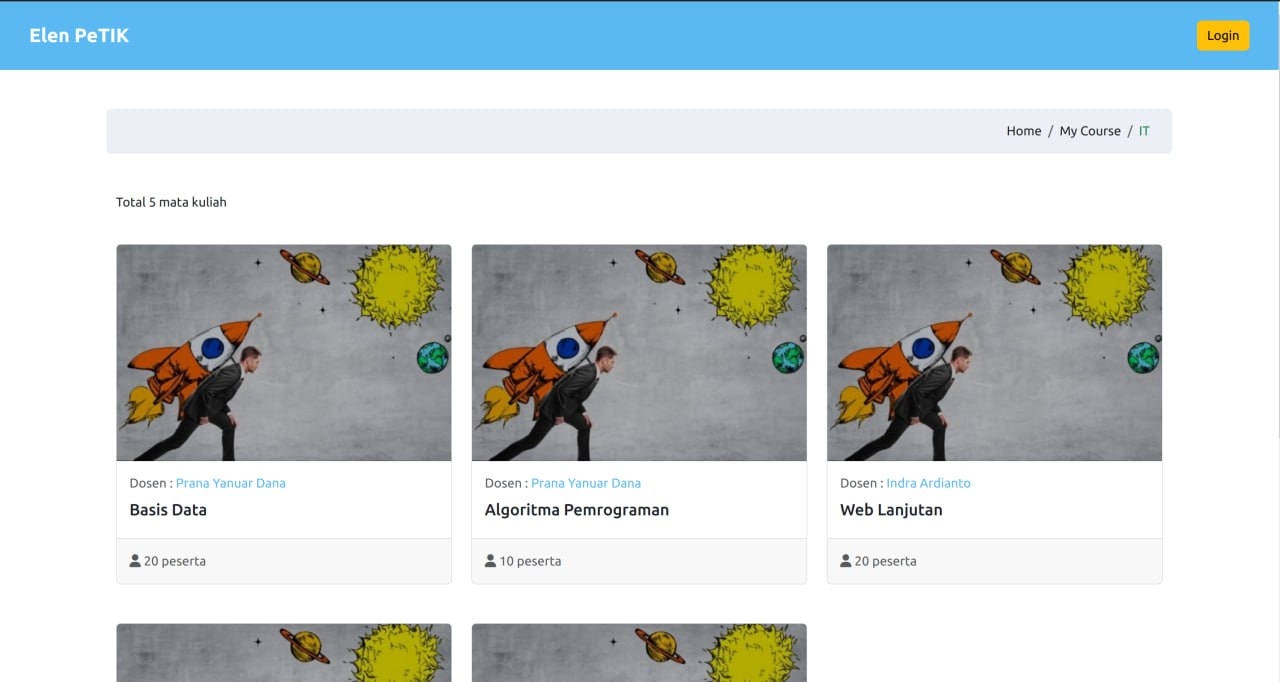 Elen PeTIK
Login
Home / My Course / IT
Total 5 mata kuliah
Dosen : Prana Yanuar Dana
Basis Data
20 peserta
Dosen : Prana Yanuar Dana
Algoritma Pemrograman
10 peserta
Dosen : Indra Ardianto
Web Lanjutan
20 peserta